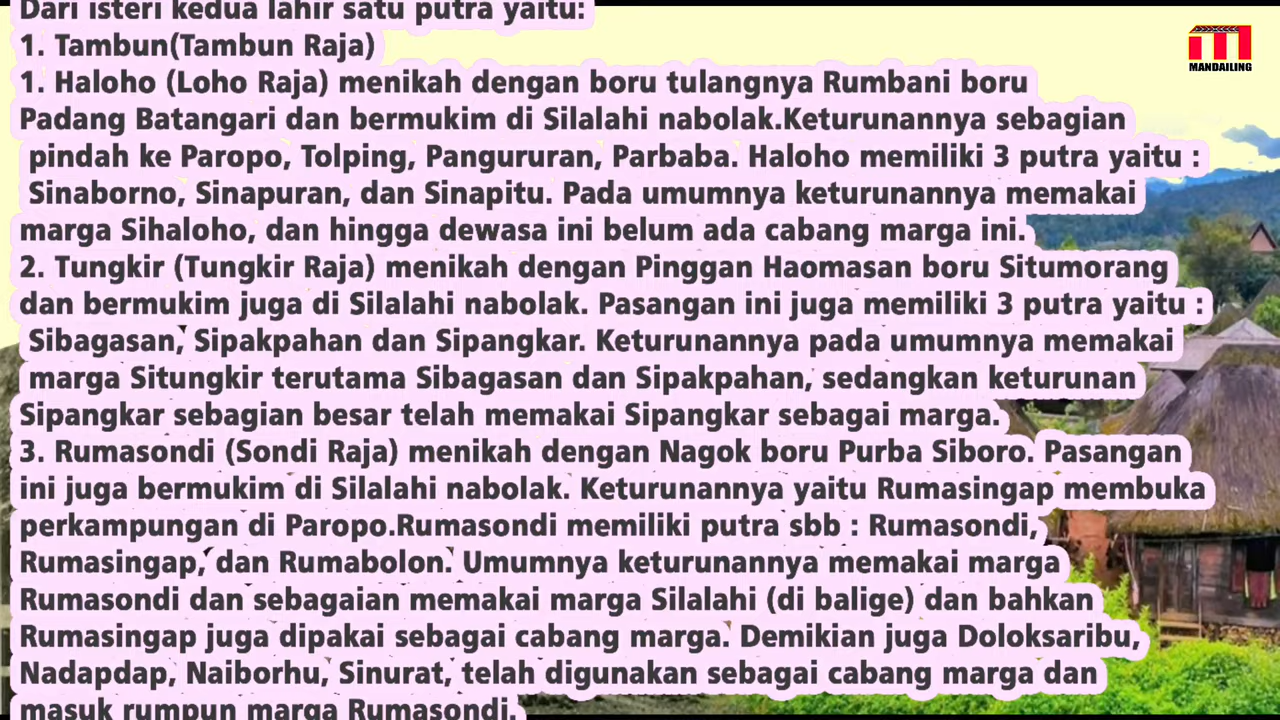 Dari isteri kedua lahir satu putra yaitu:
1. Tambun(Tambun Raja)
1. Haloho (Loho Raja) menikah dengan boru tulangnya Rumbani boru
Padang Batangari dan bermukim di Silalahi nabolak.Keturunannya sebagian
pindah ke Paropo, Tolping, Pangururan, Parbaba. Haloho memiliki 3 putra yaitu :
Sinaborno, Sinapuran, dan Sinapitu. Pada umumnya keturunannya memakai
marga Sihaloho, dan hingga dewasa ini belum ada cabang marga ini.
2. Tungkir (Tungkir Raja) menikah dengan Pinggan Haomasan boru Situmorang
dan bermukim juga di Silalahi nabolak. Pasangan ini juga memiliki 3 putra yaitu :
Sibagasan, Sipakpahan dan Sipangkar. Keturunannya pada umumnya memakai
marga Situngkir terutama Sibagasan dan Sipakpahan, sedangkan keturunan
Sipangkar sebagian besar telah memakai Sipangkar sebagai marga.
3. Rumasondi (Sondi Raja) menikah dengan Nagok boru Purba Siboro. Pasangan
ini juga bermukim di Silalahi nabolak. Keturunannya yaitu Rumasingap membuka
perkampungan di Paropo.Rumasondi memiliki putra sbb : Rumasondi,
Rumasingap, dan Rumabolon. Umumnya keturunannya memakai marga
Rumasondi dan sebagaian memakai marga Silalahi (di balige) dan bahkan
Rumasingap juga dipakai sebagai cabang marga. Demikian juga Doloksaribu,
Nadapdap, Naiborhu, Sinurat, telah digunakan sebagai cabang marga dan
masuk rumpun marga Rumasondi.
MANDAILING